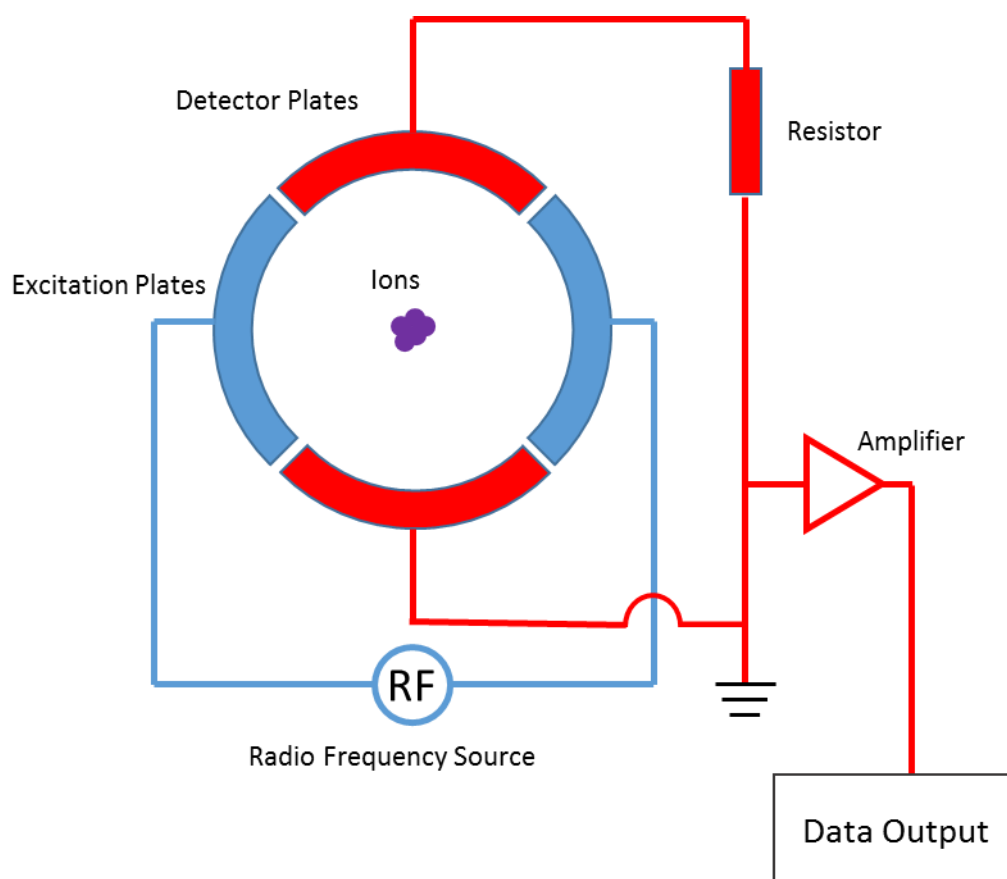 Detector Plates
Resistor
Excitation Plates
Ions
Amplifier
RF
Radio Frequency Source
Data Output